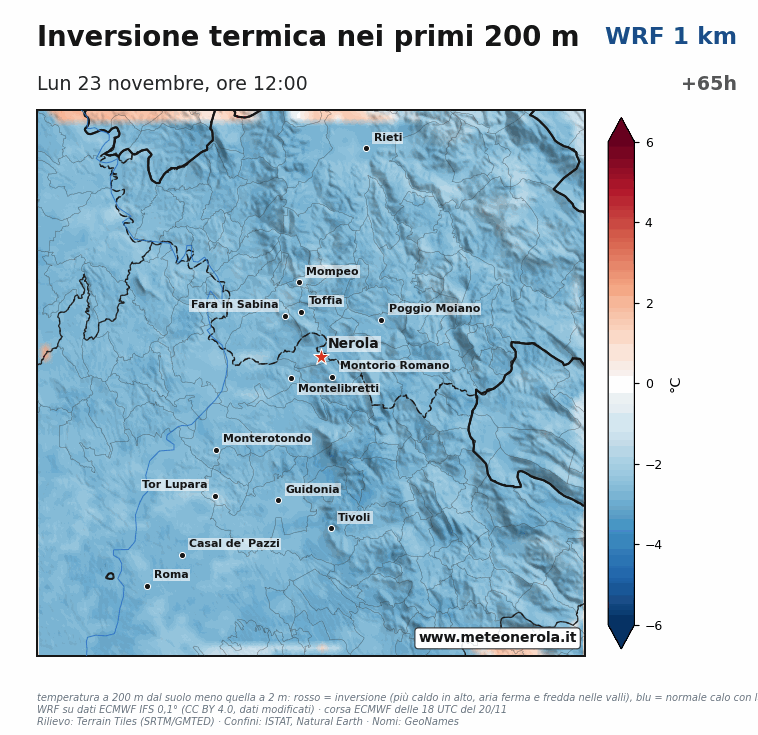 Inversione termica nei primi 200 m WRF 1 km
Lun 23 novembre, ore 12:00 +65h
Rieti
Mompeo
Toffia
Fara in Sabina
Poggio Moiano
Nerola
Montorio Romano
Montelibretti
Monterotondo
Tor Lupara
Guidonia
Tivoli
Casal de' Pazzi
Roma
6
4
2
0
−2
−4
−6
°C
www.meteonerola.it
temperatura a 200 m dal suolo meno quella a 2 m: rosso = inversione (più caldo in alto, aria ferma e fredda nelle valli), blu = normale calo con
WRF su dati ECMWF IFS 0,1° (CC BY 4.0, dati modificati) · corsa ECMWF delle 18 UTC del 20/11
Rilievo: Terrain Tiles (SRTM/GMTED) · Confini: ISTAT, Natural Earth · Nomi: GeoNames